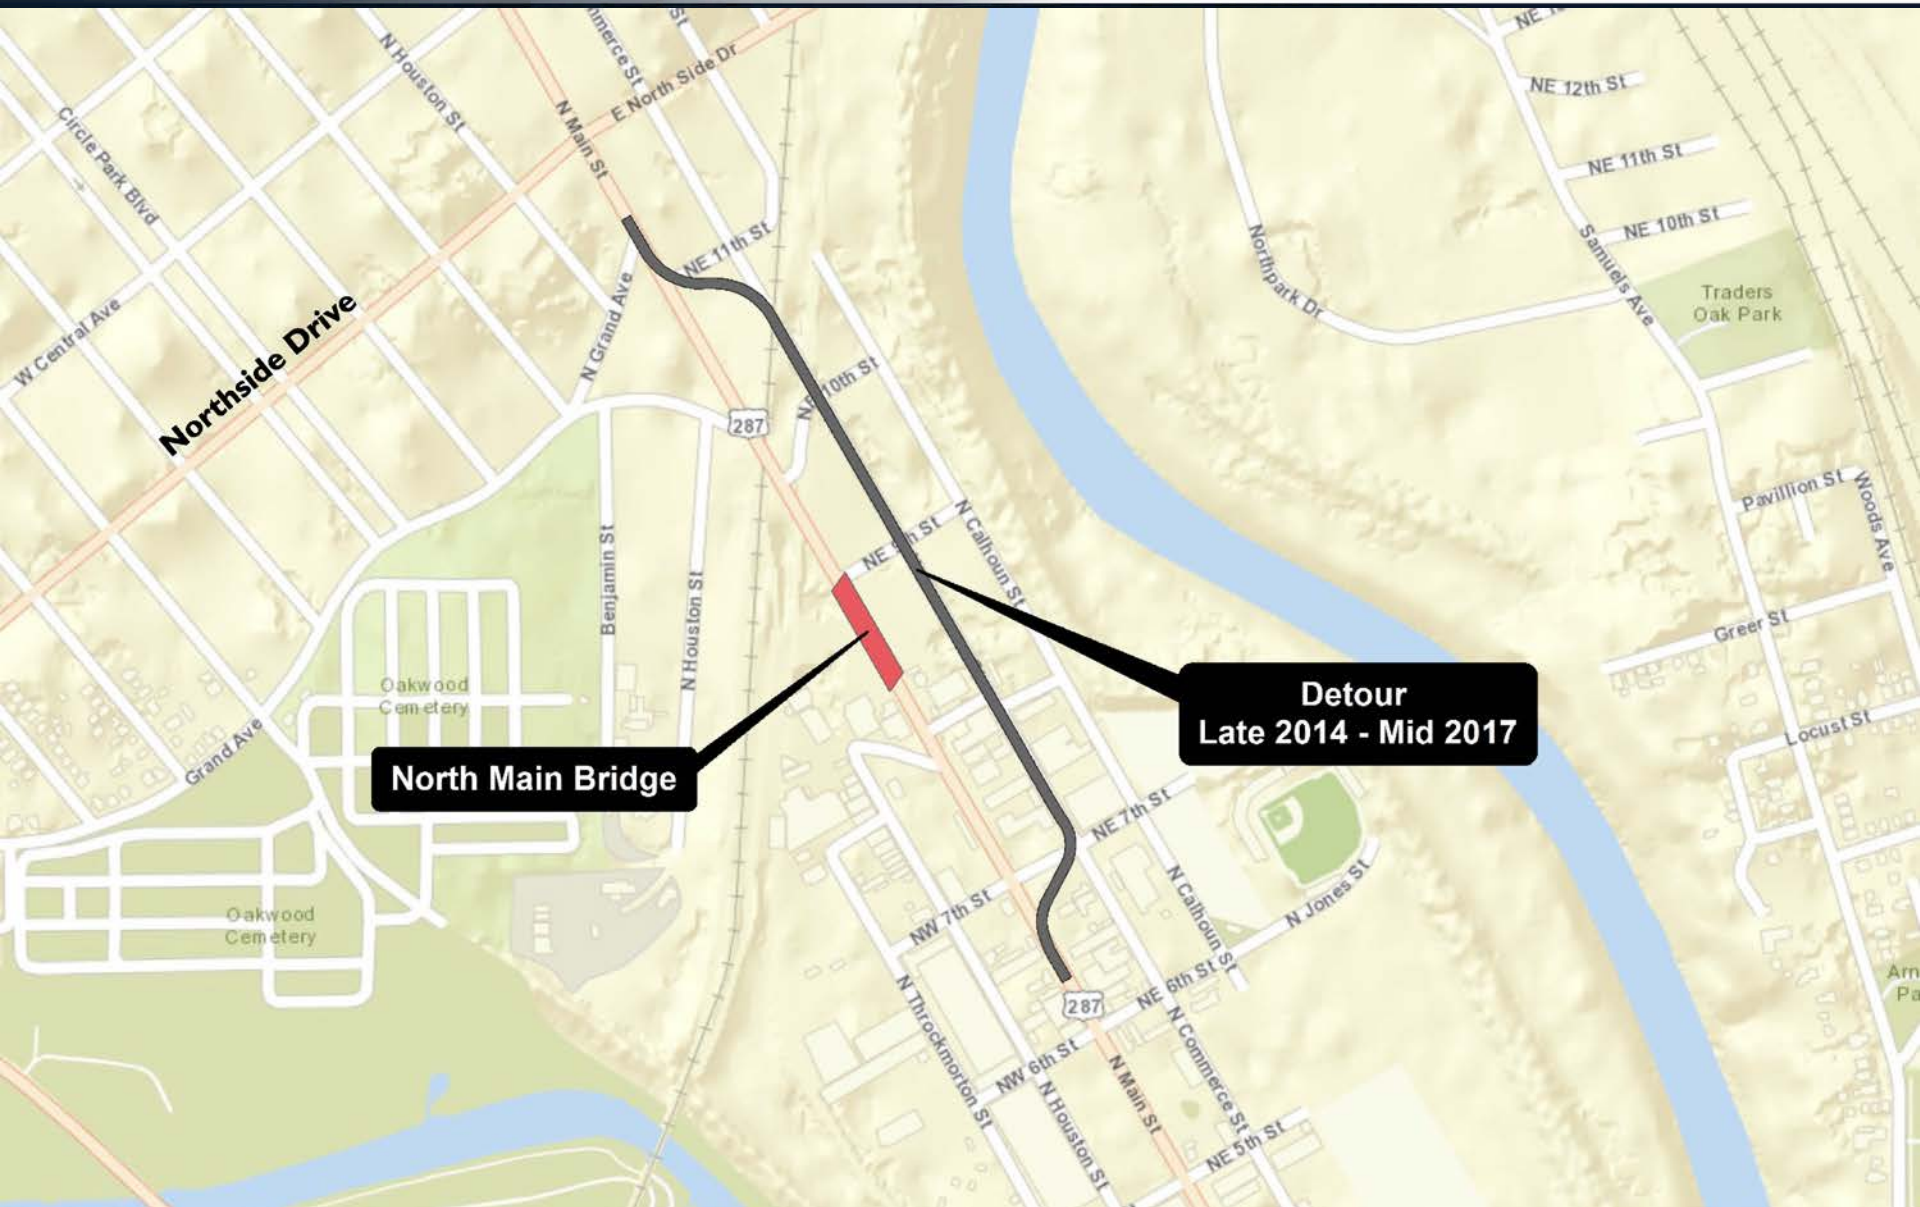 NE 12th St
NE 11th St
NE 10th St
Samuels Ave
Traders
Oak Park
Northpark Dr
Pavillion St
Woods Ave
Greer St
Locust St
N Houston St
N Main St
E North Side Dr
St
Circle Park Blvd
W Central Ave
Northside Drive
N Grand Ave
NE 11th St
10th St
287
N Calhoun St
Benjamin St
N Houston St
Oakwood
Cemetery
Grand Ave
North Main Bridge
Detour
Late 2014 - Mid 2017
Oakwood
Cemetery
NE 7th St
NW 7th St
N Calhoun St
N Jones St
NE 6th St
287
NW 6th St
N Throckmorton St
N Houston St
N Main St
N Commerce St
NE 5th St